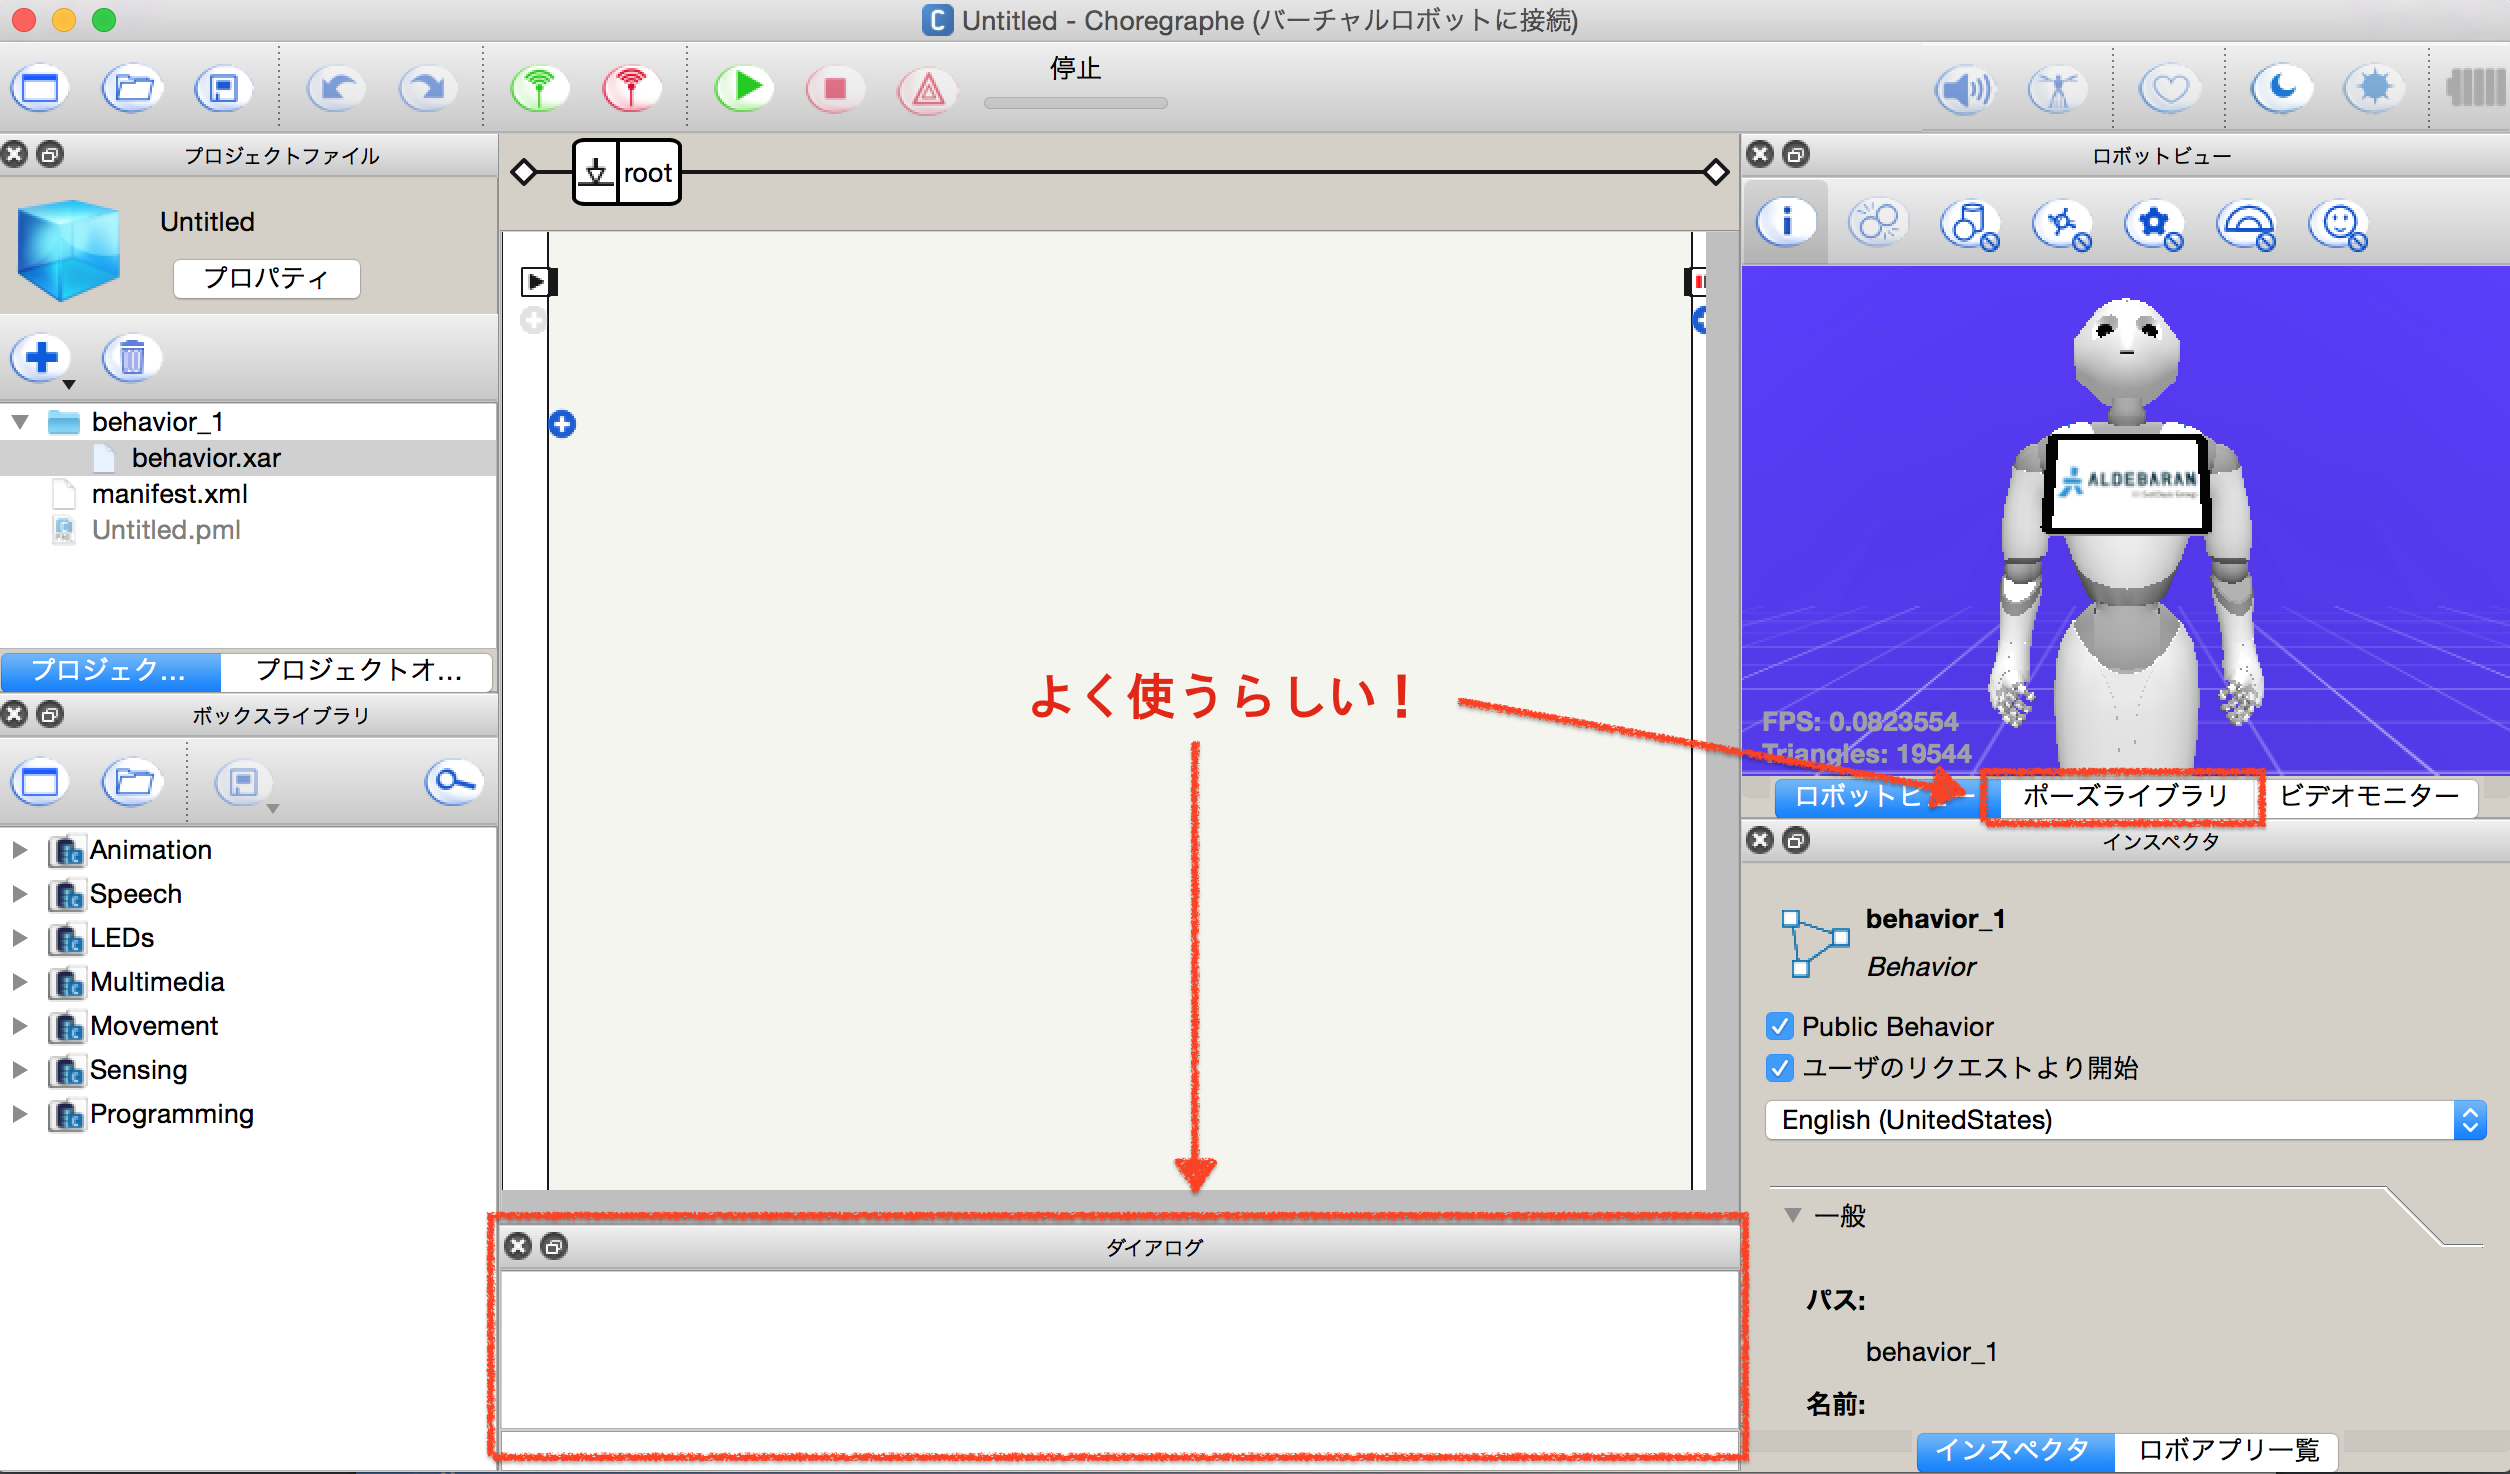 Untitled - Choregraphe (バーチャルロボットに接続)
停止
プロジェクトファイル
Untitled
プロパティ
behavior_1
behavior.xar
manifest.xml
Untitled.pml
プロジェク...
プロジェクトオ...
ボックスライブラリ
Animation
Speech
LEDs
Multimedia
Movement
Sensing
Programming
root
よく使うらしい！
ダイアログ
ロボットビュー
ALDEBARAN
FPS: 0.0823554
Triangles: 19544
ロボットビュー
ポーズライブラリ
ビデオモニター
インスペクタ
behavior_1
Behavior
Public Behavior
ユーザのリクエストより開始
English (UnitedStates)
一般
パス:
behavior_1
名前:
インスペクタ
ロボアプリ一覧